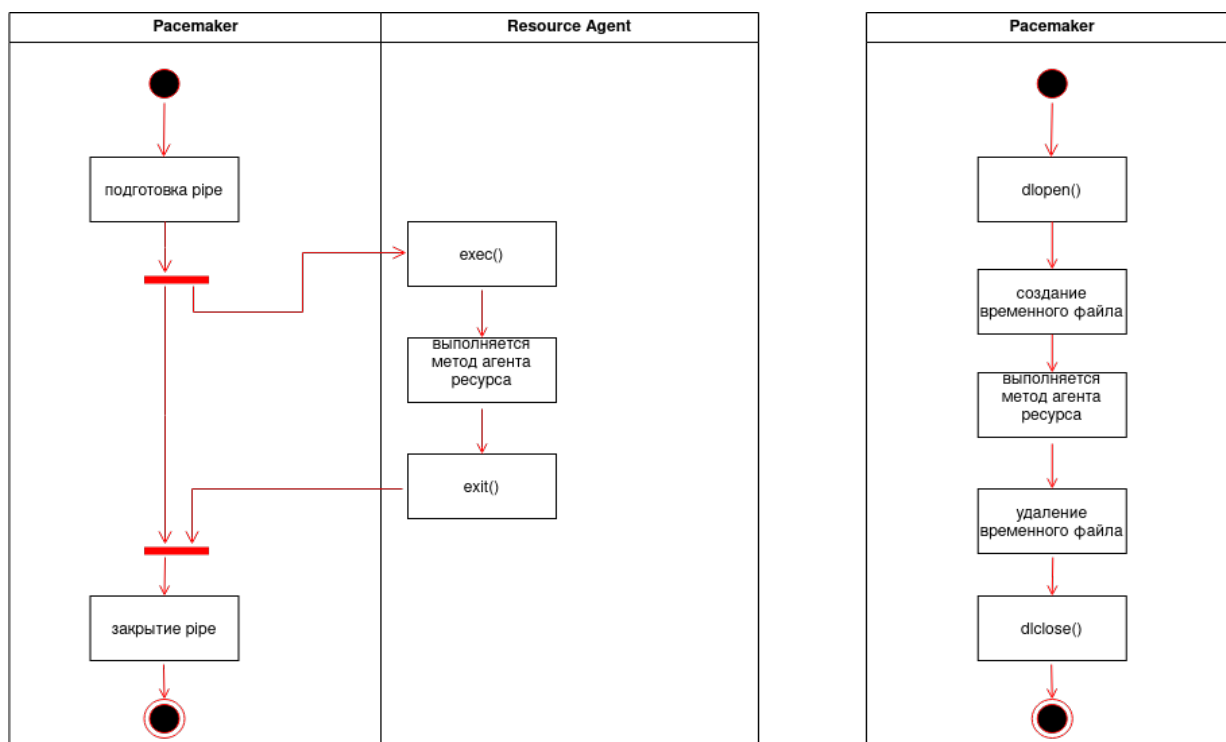 Pacemaker
Resource Agent
подготовка pipe
exec()
выполняется
метод агента
ресурса
exit()
закрытие pipe
Pacemaker
dlopen()
создание
временного файла
выполняется
метод агента
ресурса
удаление
временного файла
dlclose()